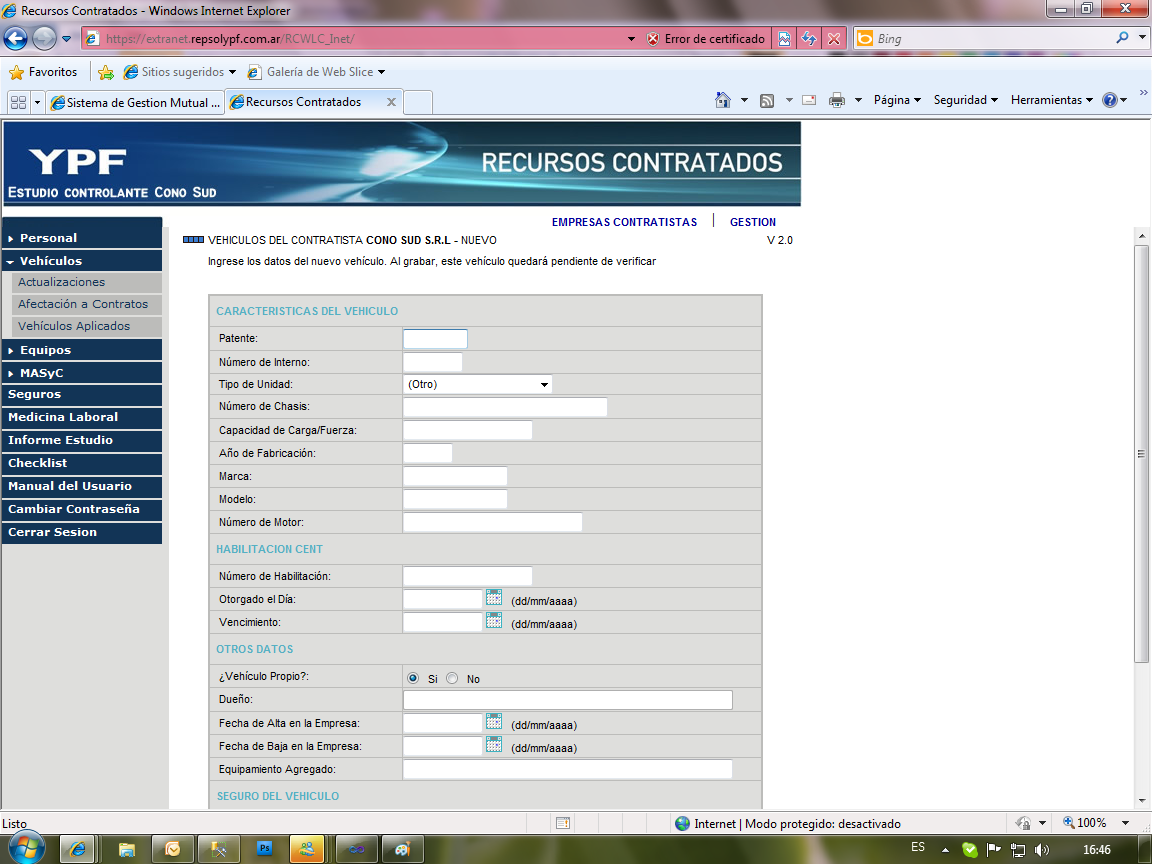 Recursos Contratados - Windows Internet Explorer
https://extranet.repsolypf.com.ar/RCWLC_Inet/
Error de certificado
Bing
Favoritos
Sitios sugeridos
Galería de Web Slice
Sistema de Gestion Mutual ...
Recursos Contratados
Página
Seguridad
Herramientas
YPF
ESTUDIO CONTROLANTE CONO SUD
RECURSOS CONTRATADOS
EMPRESAS CONTRATISTAS
GESTION
Personal
Vehículos
Actualizaciones
Afectación a Contratos
Vehículos Aplicados
Equipos
MASyC
Seguros
Medicina Laboral
Informe Estudio
Checklist
Manual del Usuario
Cambiar Contraseña
Cerrar Sesion
VEHICULOS DEL CONTRATISTA CONO SUD S.R.L - NUEVO
V 2.0
Ingrese los datos del nuevo vehículo. Al grabar, este vehículo quedará pendiente de verificar
CARACTERISTICAS DEL VEHICULO
Patente:
Número de Interno:
Tipo de Unidad: (Otro)
Número de Chasis:
Capacidad de Carga/Fuerza:
Año de Fabricación:
Marca:
Modelo:
Número de Motor:
HABILITACION CENT
Número de Habilitación:
Otorgado el Día: (dd/mm/aaaa)
Vencimiento: (dd/mm/aaaa)
OTROS DATOS
¿Vehículo Propio?: Si No
Dueño:
Fecha de Alta en la Empresa: (dd/mm/aaaa)
Fecha de Baja en la Empresa: (dd/mm/aaaa)
Equipamiento Agregado:
SEGURO DEL VEHICULO
Listo
Internet | Modo protegido: desactivado
100%
Ps
ES
16:46